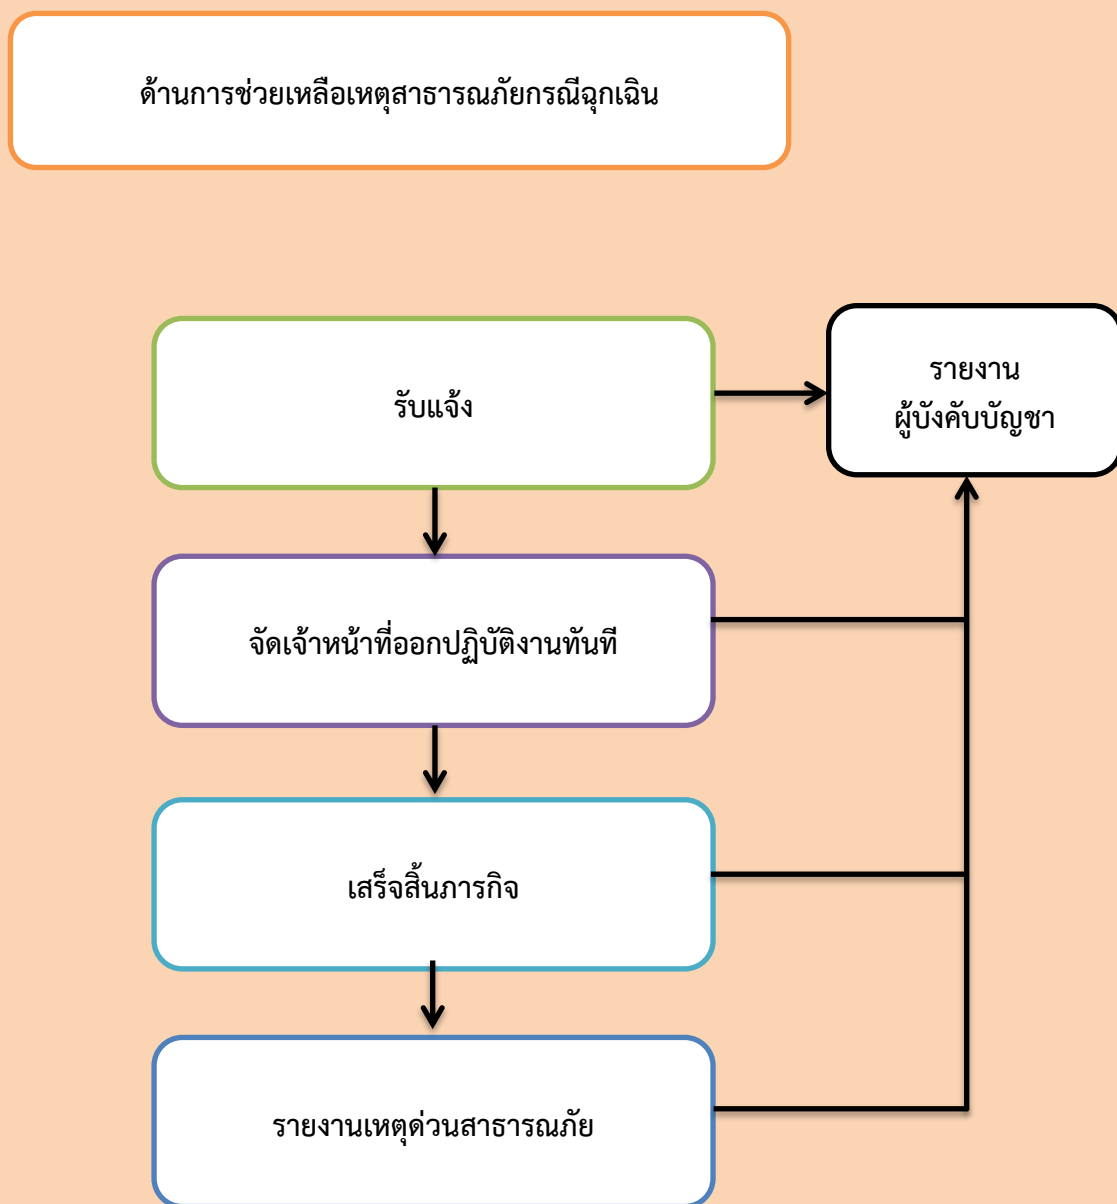 ด้านการช่วยเหลือเหตุสาธารณภัยกรณีฉุกเฉิน
รับแจ้ง
รายงาน
ผู้บังคับบัญชา
จัดเจ้าหน้าที่ออกปฏิบัติงานทันที
เสร็จสิ้นภารกิจ
รายงานเหตุด่วนสาธารณภัย